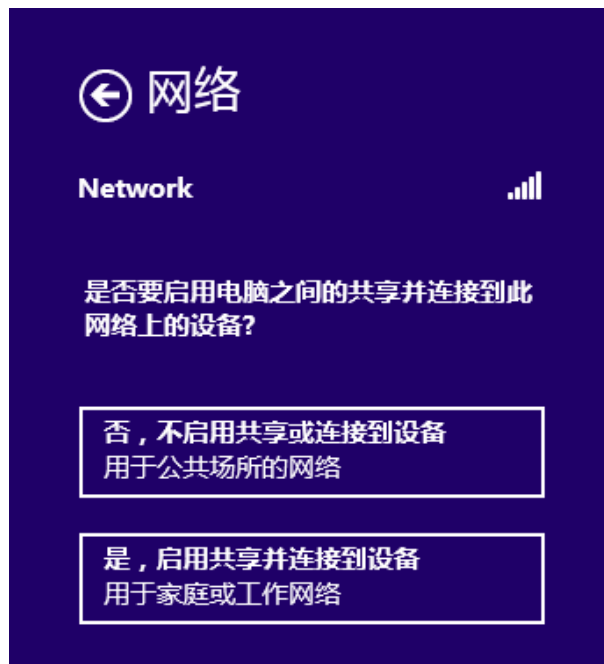 网络
Network
是否要启用电脑之间的共享并连接到此
网络上的设备?
否，不启用共享或连接到设备
用于公共场所的网络
是，启用共享并连接到设备
用于家庭或工作网络